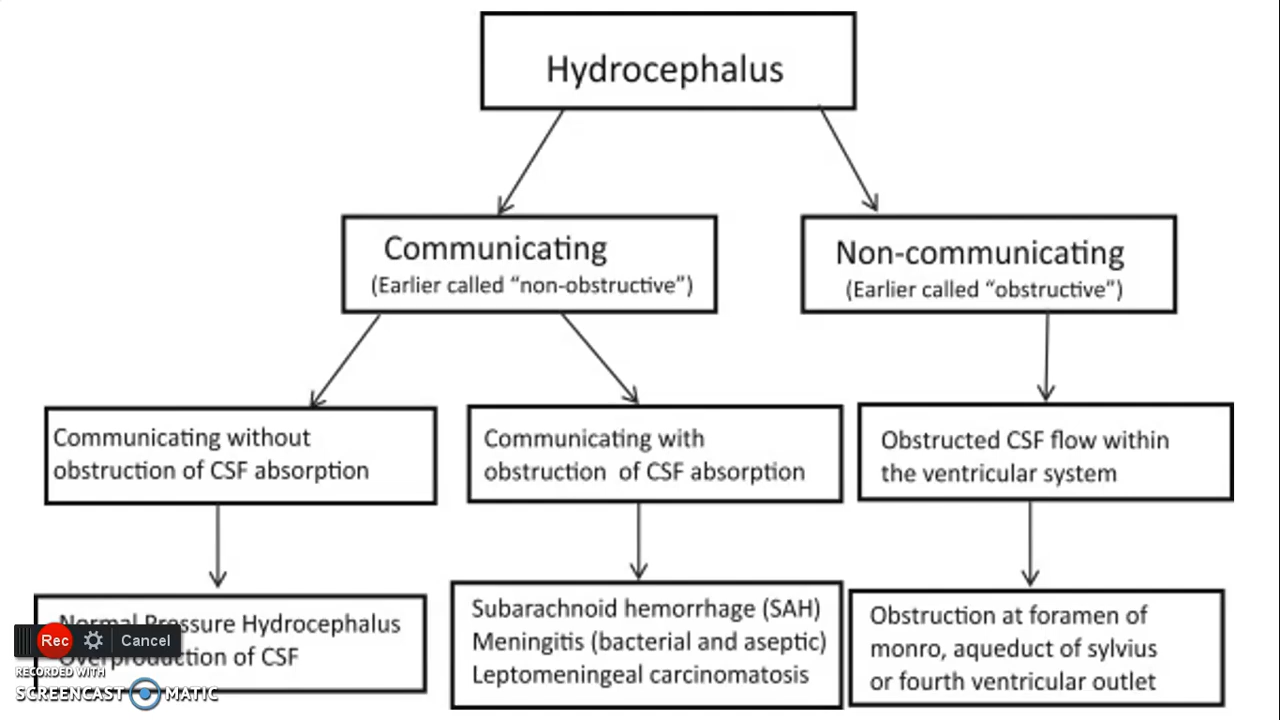 Hydrocephalus
Communicating
(Earlier called “non-obstructive”)
Non-communicating
(Earlier called “obstructive”)
Communicating without
obstruction of CSF absorption
Communicating with
obstruction  of CSF absorption
Obstructed CSF flow within
the ventricular system
Normal Pressure Hydrocephalus
Overproduction of CSF
Subarachnoid hemorrhage (SAH)
Meningitis (bacterial and aseptic)
Leptomeningeal carcinomatosis
Obstruction at foramen of
monro, aqueduct of sylvius
or fourth ventricular outlet
Rec Cancel
RECORDED WITH
SCREENCAST MATIC